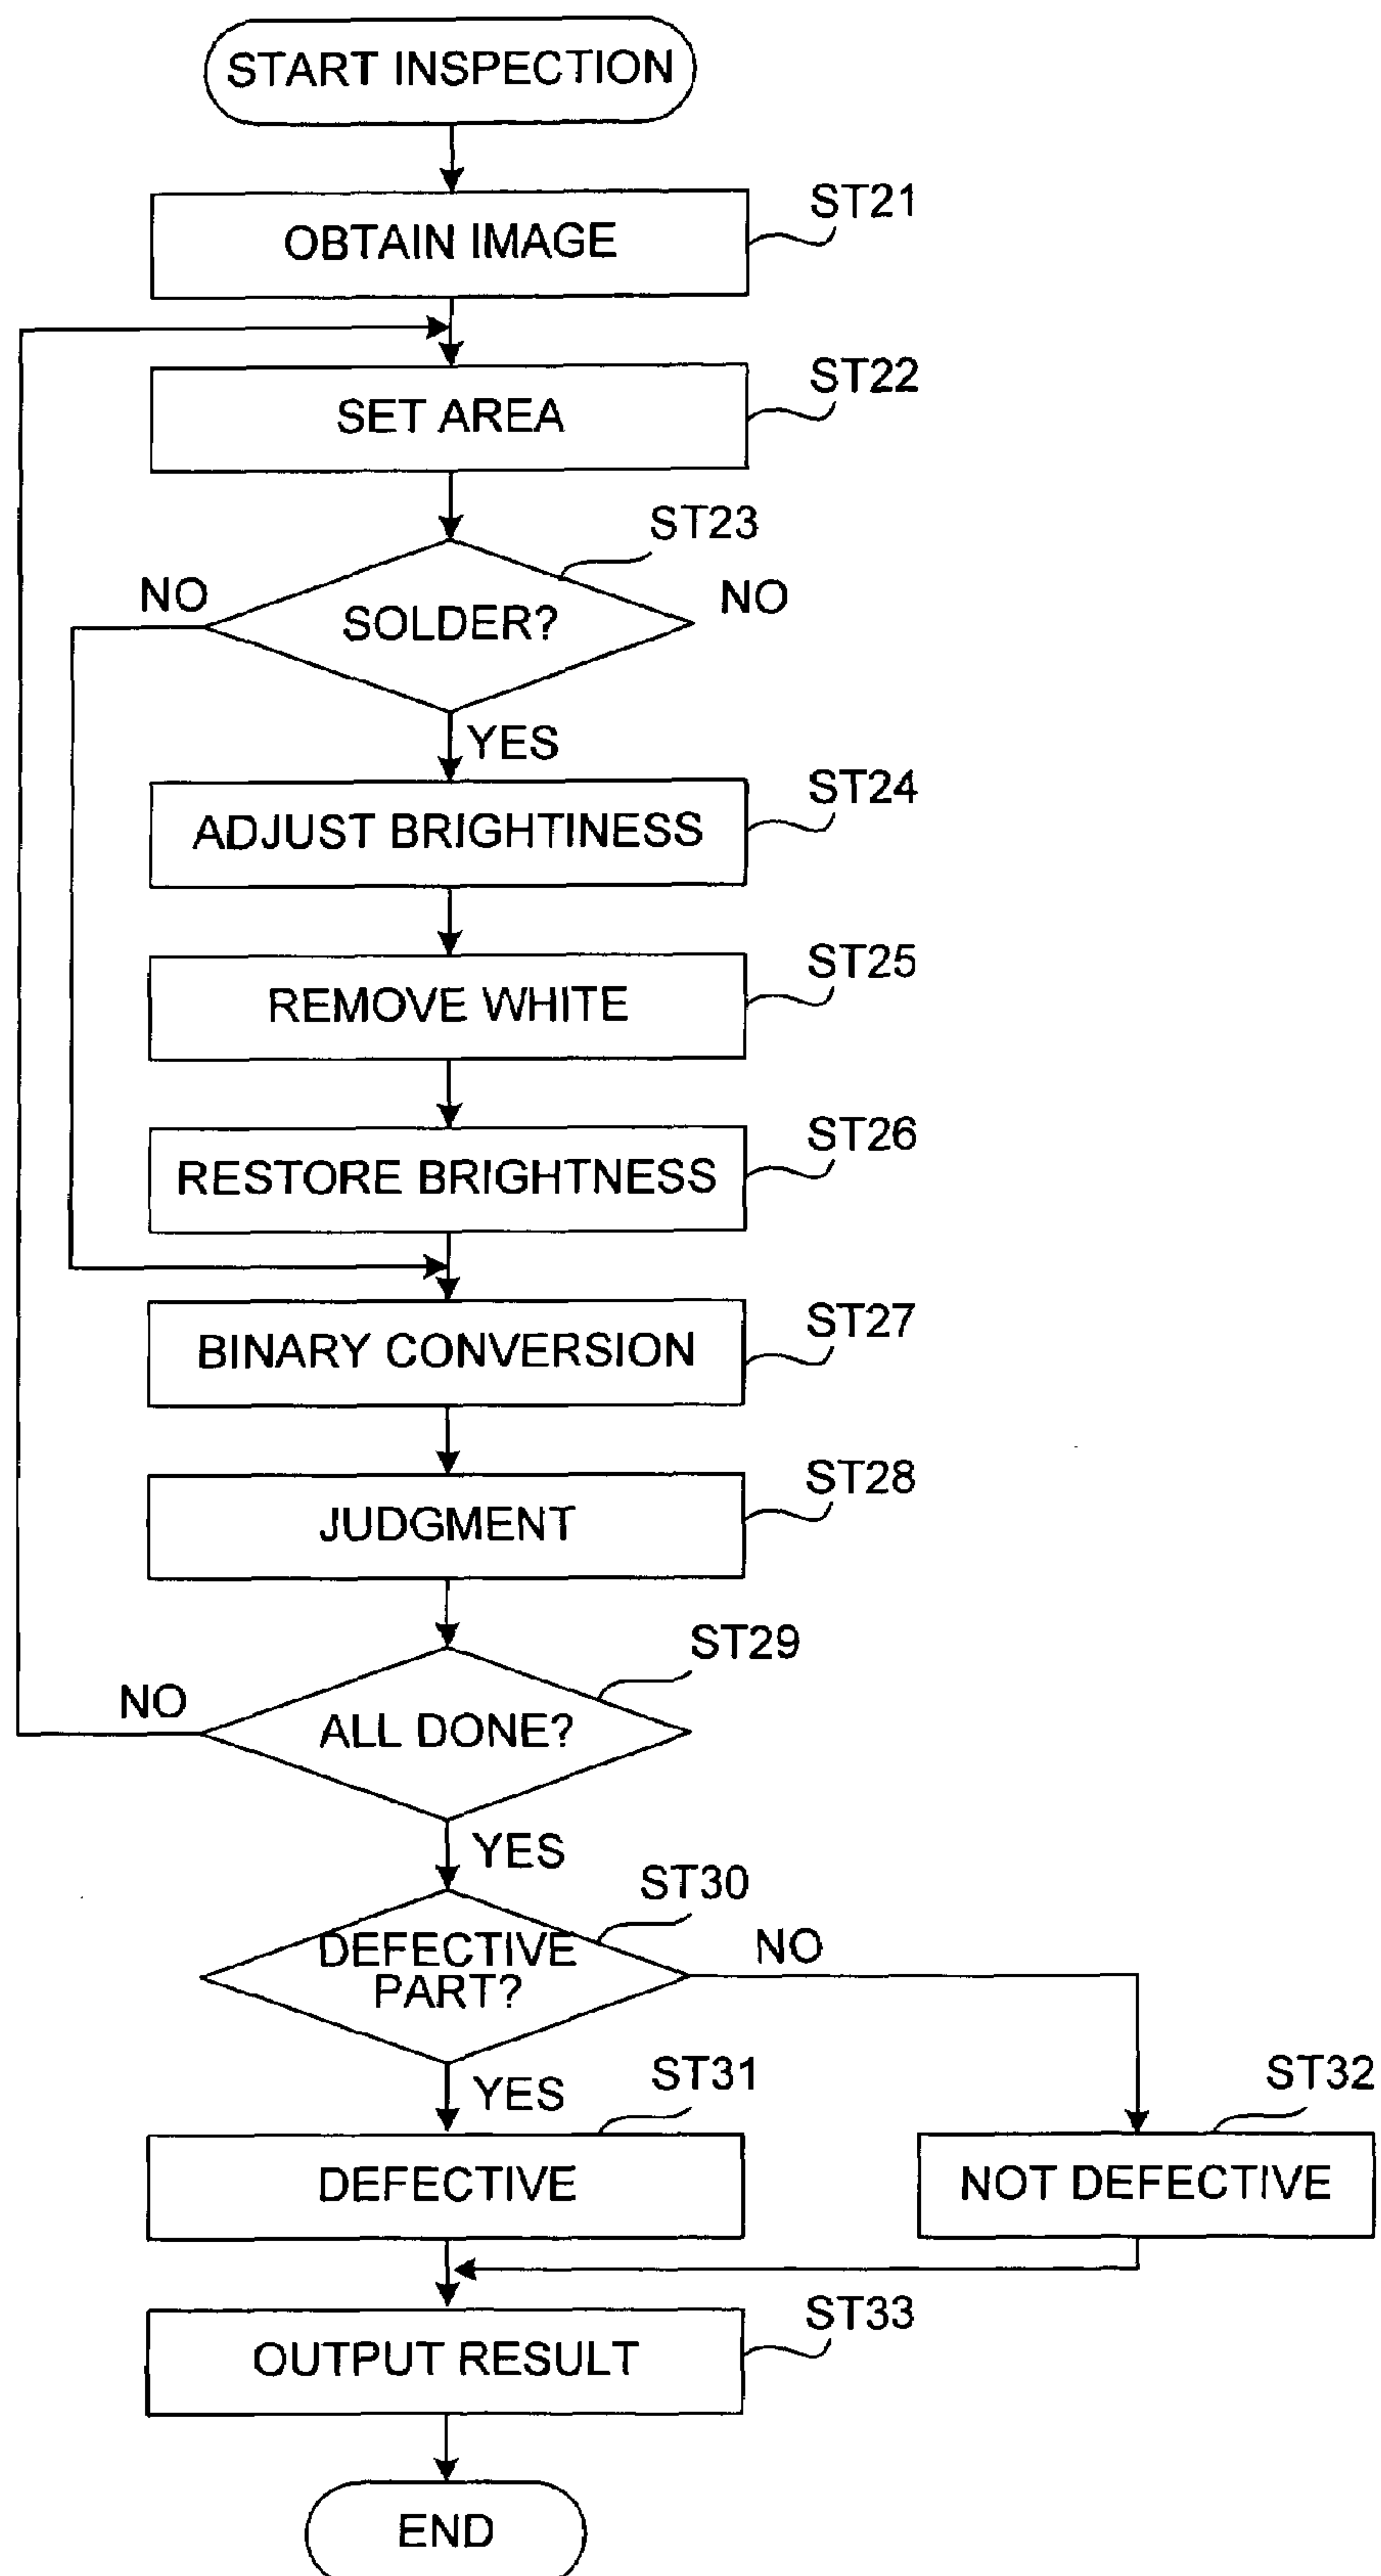 START INSPECTION
ST21
OBTAIN IMAGE
ST22
SET AREA
ST23
NO
NO
SOLDER?
YES
ST24
ADJUST BRIGHTINESS
ST25
REMOVE WHITE
ST26
RESTORE BRIGHTNESS
ST27
BINARY CONVERSION
ST28
JUDGMENT
ST29
NO
ALL DONE?
YES
ST30
NO
DEFECTIVE
PART?
YES
ST31
ST32
DEFECTIVE
NOT DEFECTIVE
ST33
OUTPUT RESULT
END